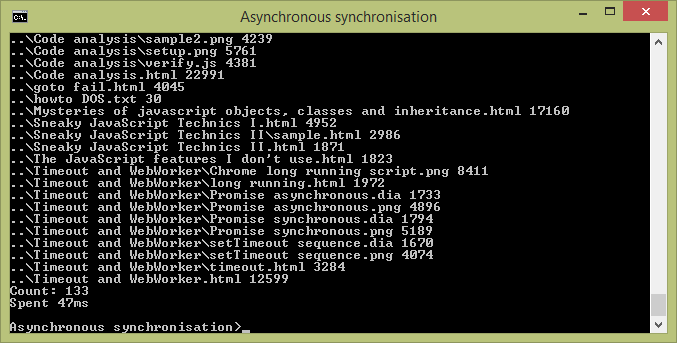 Asynchronous synchronisation
..\Code analysis\sample2.png 4239
..\Code analysis\setup.png 5761
..\Code analysis\verify.js 4381
..\Code analysis.html 22991
..\goto fail.html 4045
..\howto DOS.txt 30
..\Mysteries of javascript objects, classes and inheritance.html 17160
..\Sneaky JavaScript Technics I.html 4952
..\Sneaky JavaScript Technics II\sample.html 2986
..\Sneaky JavaScript Technics II.html 1871
..\The JavaScript features I don't use.html 1823
..\Timeout and WebWorker\Chrome long running script.png 8411
..\Timeout and WebWorker\long running.html 1972
..\Timeout and WebWorker\Promise asynchronous.dia 1733
..\Timeout and WebWorker\Promise asynchronous.png 4896
..\Timeout and WebWorker\Promise synchronous.dia 1794
..\Timeout and WebWorker\Promise synchronous.png 5189
..\Timeout and WebWorker\setTimeout sequence.dia 1670
..\Timeout and WebWorker\setTimeout sequence.png 4074
..\Timeout and WebWorker\timeout.html 3284
..\Timeout and WebWorker.html 12599
Count: 133
Spent 47ms
Asynchronous synchronisation>_